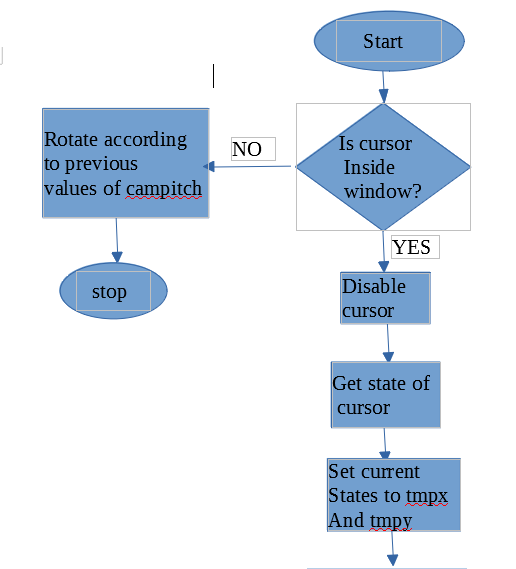 Start
Is cursor
Inside
window?
NO
Rotate according
to previous
values of campitch
stop
YES
Disable
cursor
Get state of
cursor
Set current
States to tmpx
And tmpy